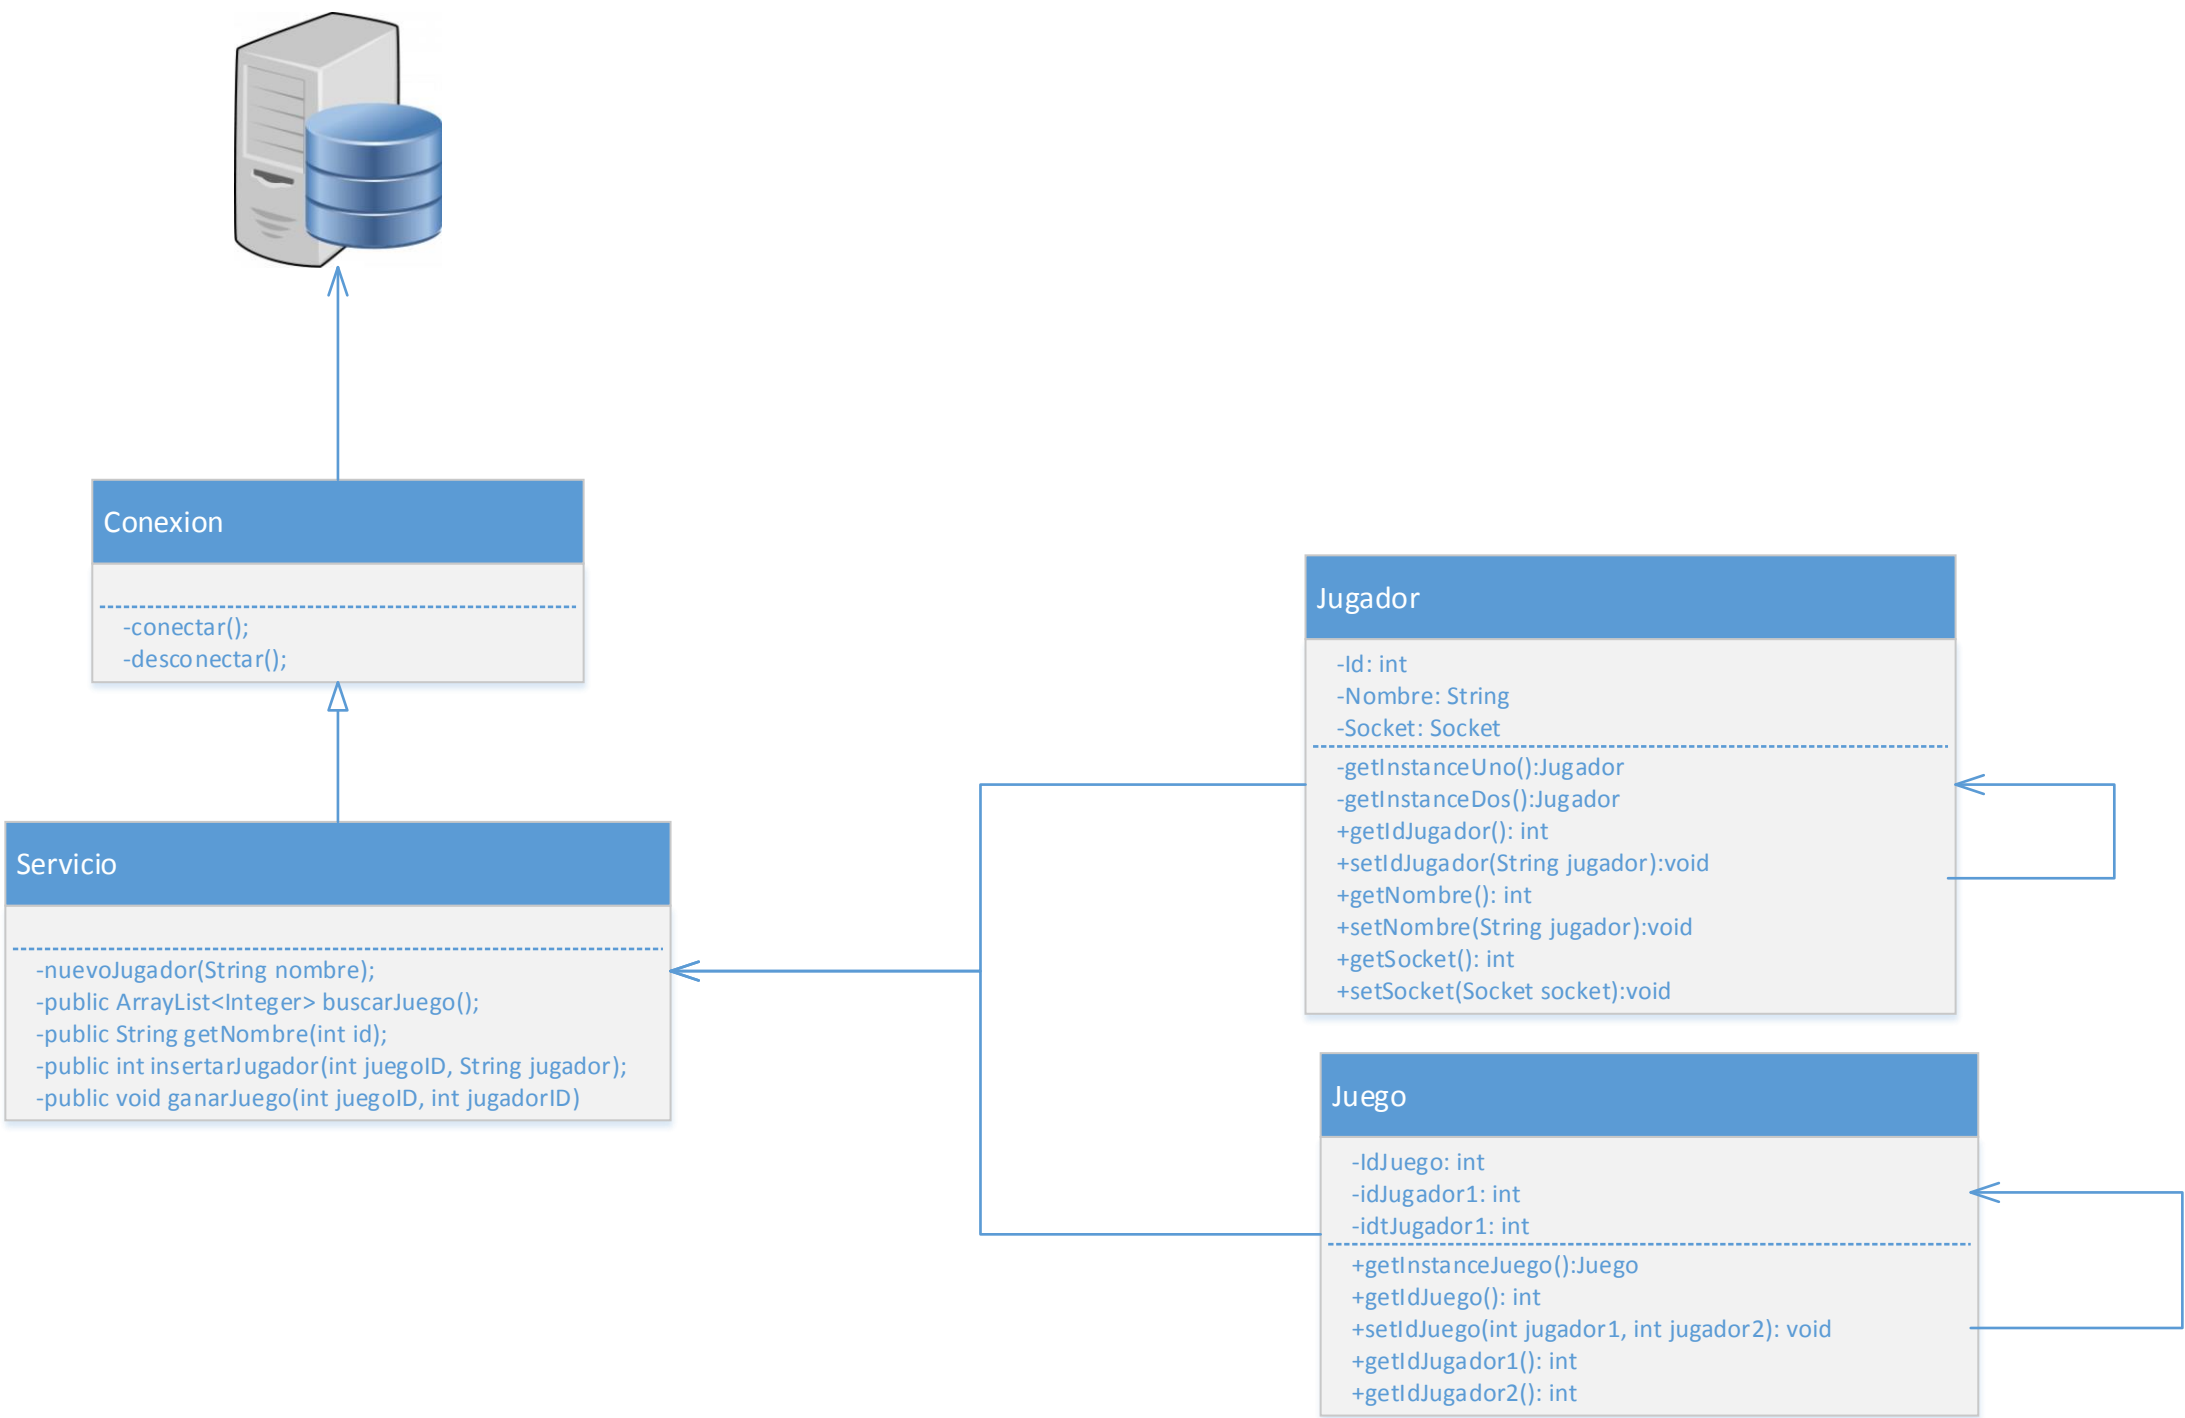 Conexion
-conectar();
-desconectar();
Servicio
-nuevoJugador(String nombre);
-public ArrayList<Integer> buscarJuego();
-public String getNombre(int id);
-public int insertarJugador(int juegoID, String jugador);
-public void ganarJuego(int juegoID, int jugadorID)
Jugador
-Id: int
-Nombre: String
-Socket: Socket
-getInstanceUno():Jugador
-getInstanceDos():Jugador
+getIdJugador(): int
+setIdJugador(String jugador):void
+getNombre(): int
+setNombre(String jugador):void
+getSocket(): int
+setSocket(Socket socket):void
Juego
-IdJuego: int
-idJugador1: int
-idtJugador1: int
+getInstanceJuego():Juego
+getIdJuego(): int
+setIdJuego(int jugador1, int jugador2): void
+getIdJugador1(): int
+getIdJugador2(): int